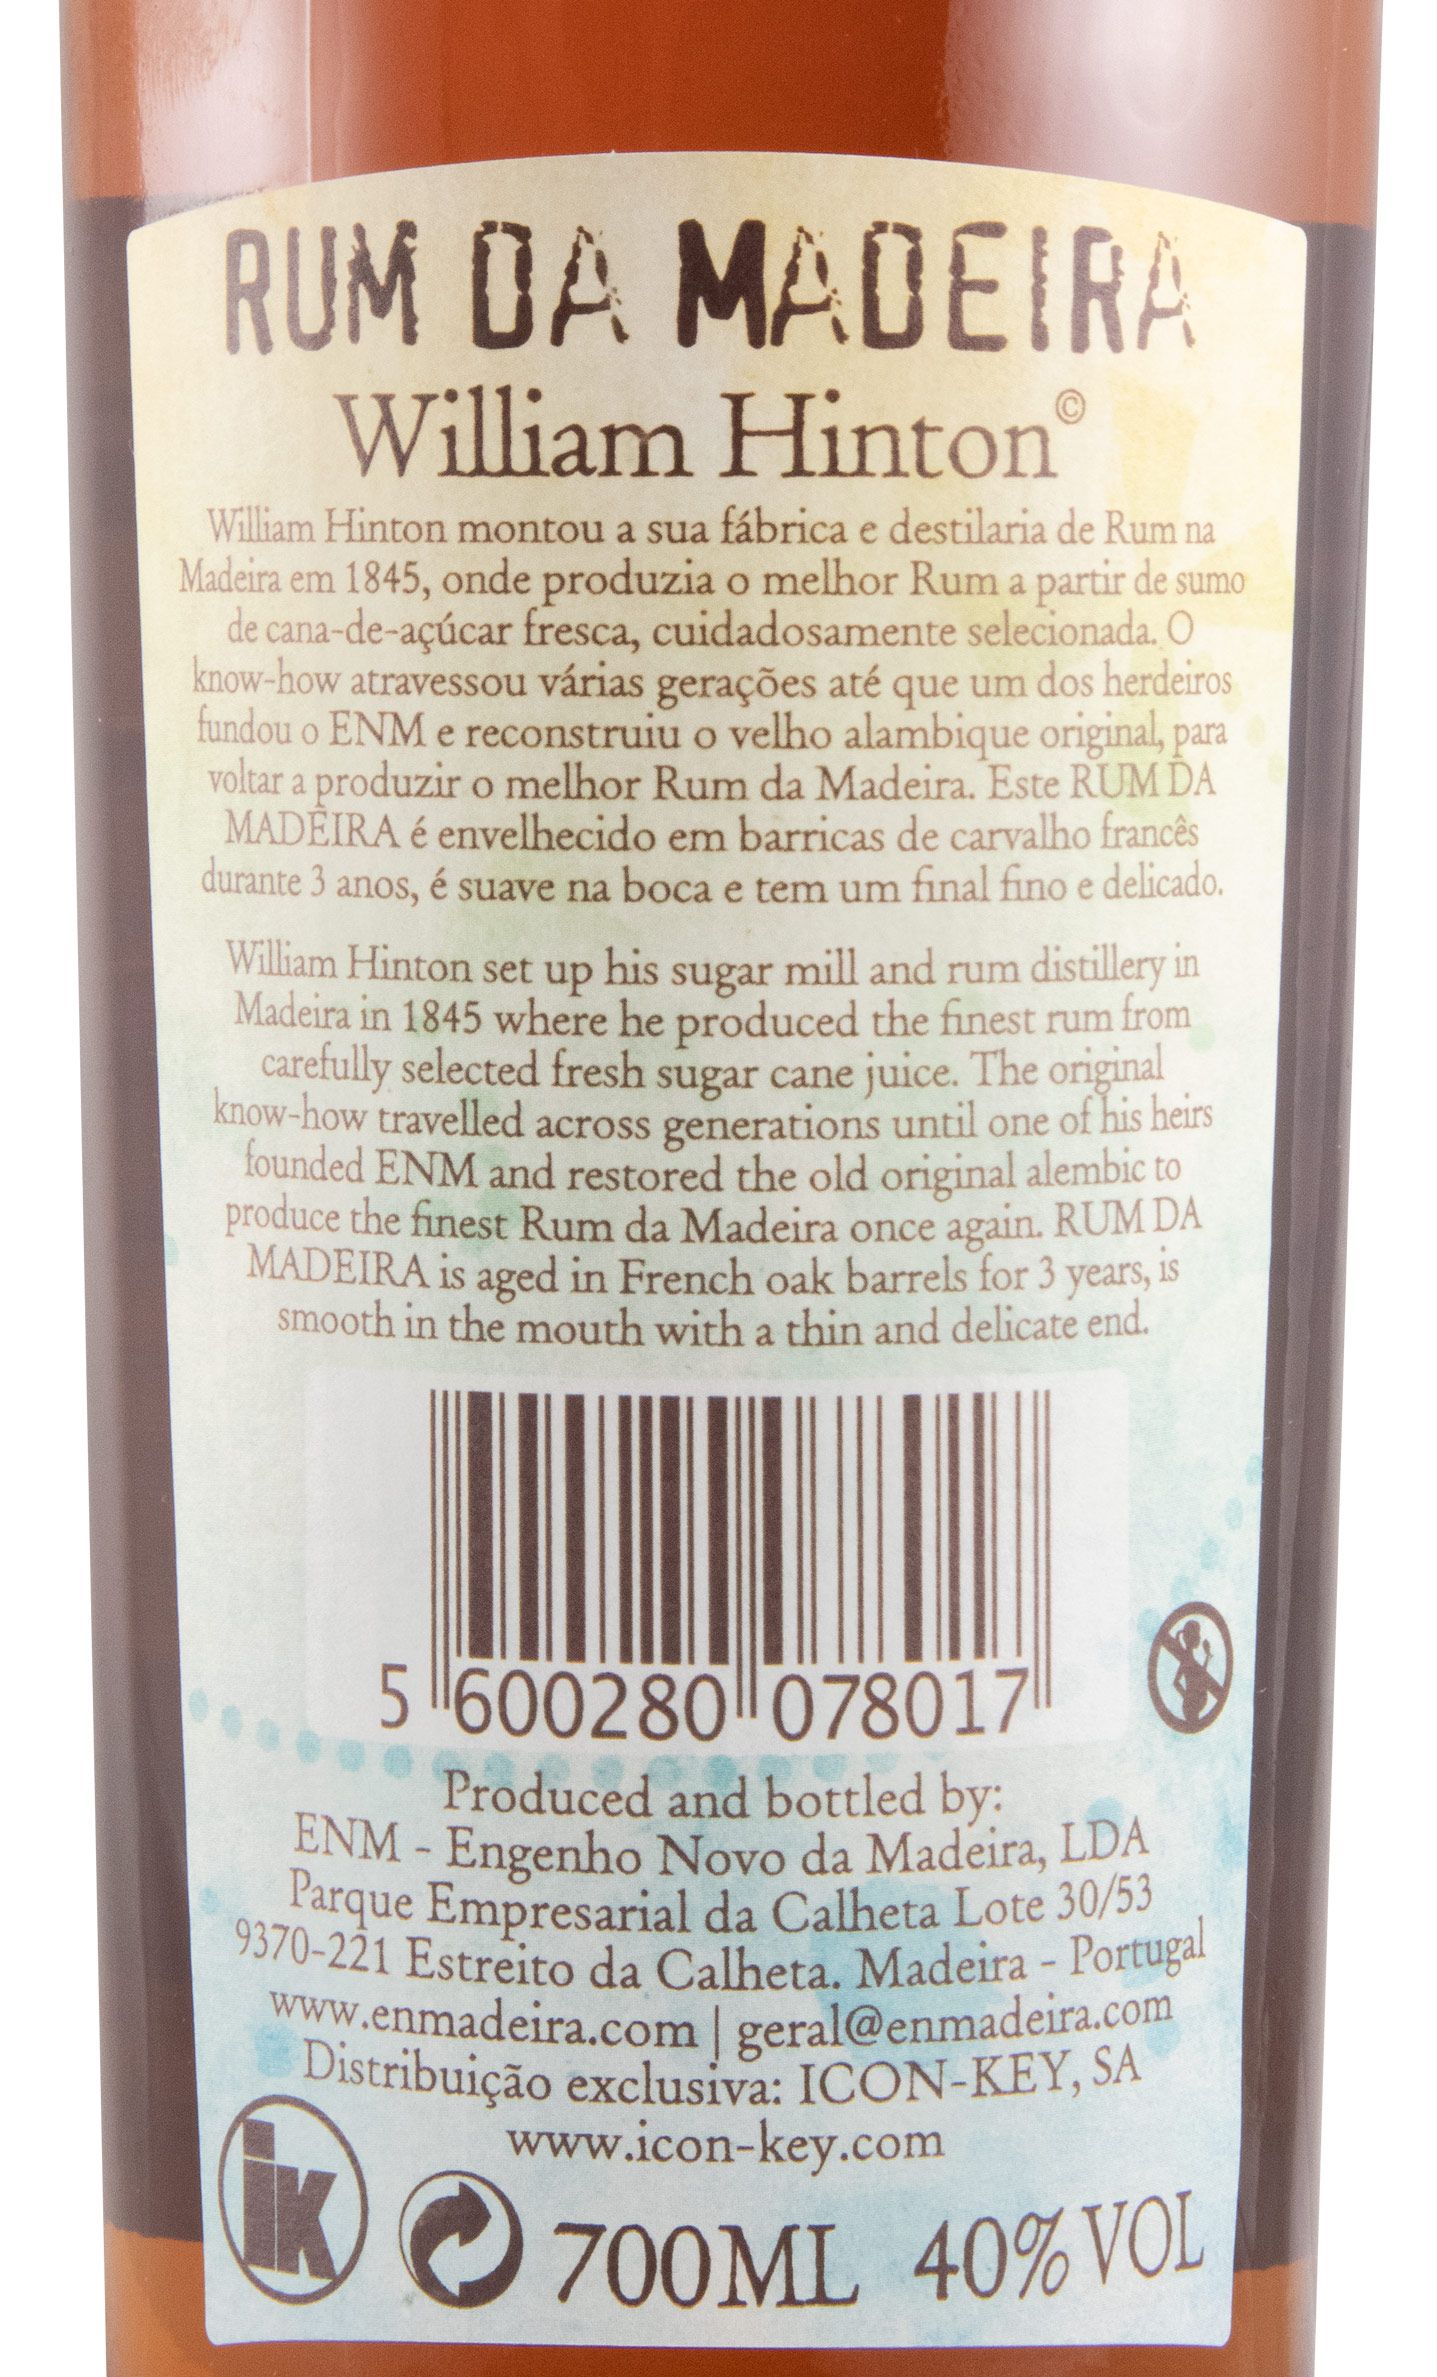 RUM DA MADEIRA
William Hinton©
William Hinton montou a sua fábrica e destilaria de Rum na
Madeira em 1845, onde produzia o melhor Rum a partir de sumo
de cana-de-açúcar fresca, cuidadosamente selecionada. O
know-how atravessou várias gerações até que um dos herdeiros
fundou o ENM e reconstruiu o velho alambique original, para
voltar a produzir o melhor Rum da Madeira. Este RUM DA
MADEIRA é envelhecido em barricas de carvalho francês
durante 3 anos, é suave na boca e tem um final fino e delicado.
William Hinton set up his sugar mill and rum distillery in
Madeira in 1845 where he produced the finest rum from
carefully selected fresh sugar cane juice. The original
know-how travelled across generations until one of his heirs
founded ENM and restored the old original alembic to
produce the finest Rum da Madeira once again. RUM DA
MADEIRA is aged in French oak barrels for 3 years, is
smooth in the mouth with a thin and delicate end.
5 600280 078017
Produced and bottled by:
ENM - Engenho Novo da Madeira, LDA
Parque Empresarial da Calheta Lote 30/53
9370-221 Estreito da Calheta. Madeira - Portugal
www.enmadeira.com | geral@enmadeira.com
Distribuição exclusiva: ICON-KEY, SA
www.icon-key.com
ik
700ML 40% VOL